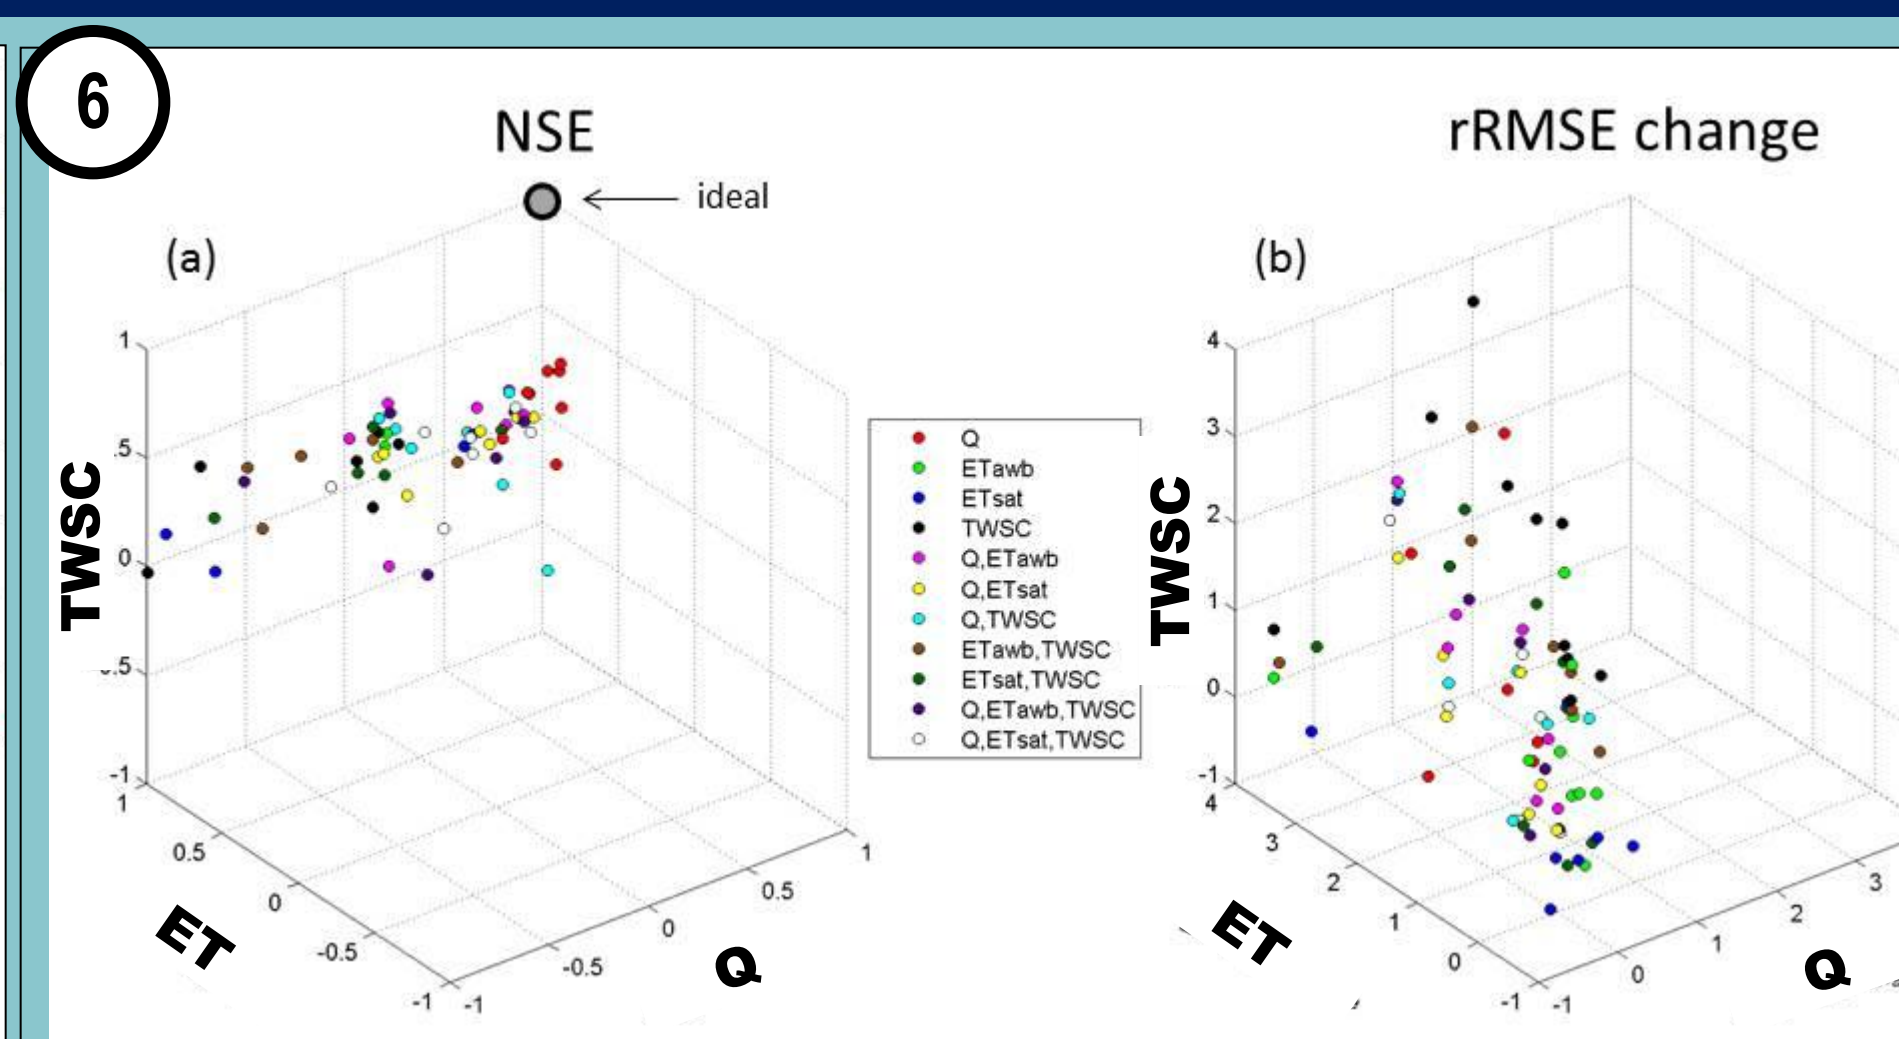 6
NSE
ideal
(a)
TWSC
1
.5
0
-.5
-1
1
0.5
0
-0.5
-1
ET
-1
-0.5
0
0.5
1
Q
Q
ETawb
ETsat
TWSC
Q,ETawb
Q,ETsat
Q,TWSC
ETawb,TWSC
ETsat,TWSC
Q,ETawb,TWSC
Q,ETsat,TWSC
rRMSE change
(b)
TWSC
4
3
2
1
0
-1
4
3
2
1
0
-1
ET
-1
0
1
2
3
Q